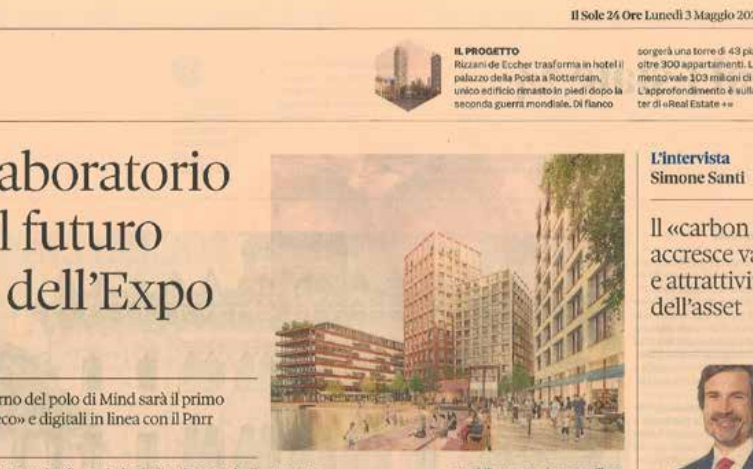 Il Sole 24 Ore Lunedì 3 Maggio 202
IL PROGETTO
Rizzani de Eccher trasforma in hotel il
palazzo della Posta a Rotterdam,
unico edificio rimasto in piedi dopo la
seconda guerra mondiale. Di fianco
sorgerà una torre di 43 pia
oltre 300 appartamenti. L
mento vale 103 milioni di
L'approfondimento è sulla
ter di «Real Estate +»
aboratorio
l futuro
dell'Expo
rno del polo di Mind sarà il primo
eco» e digitali in linea con il Pnrr
L'intervista
Simone Santi
Il «carbon
accresce va
e attrattivi
dell'asset